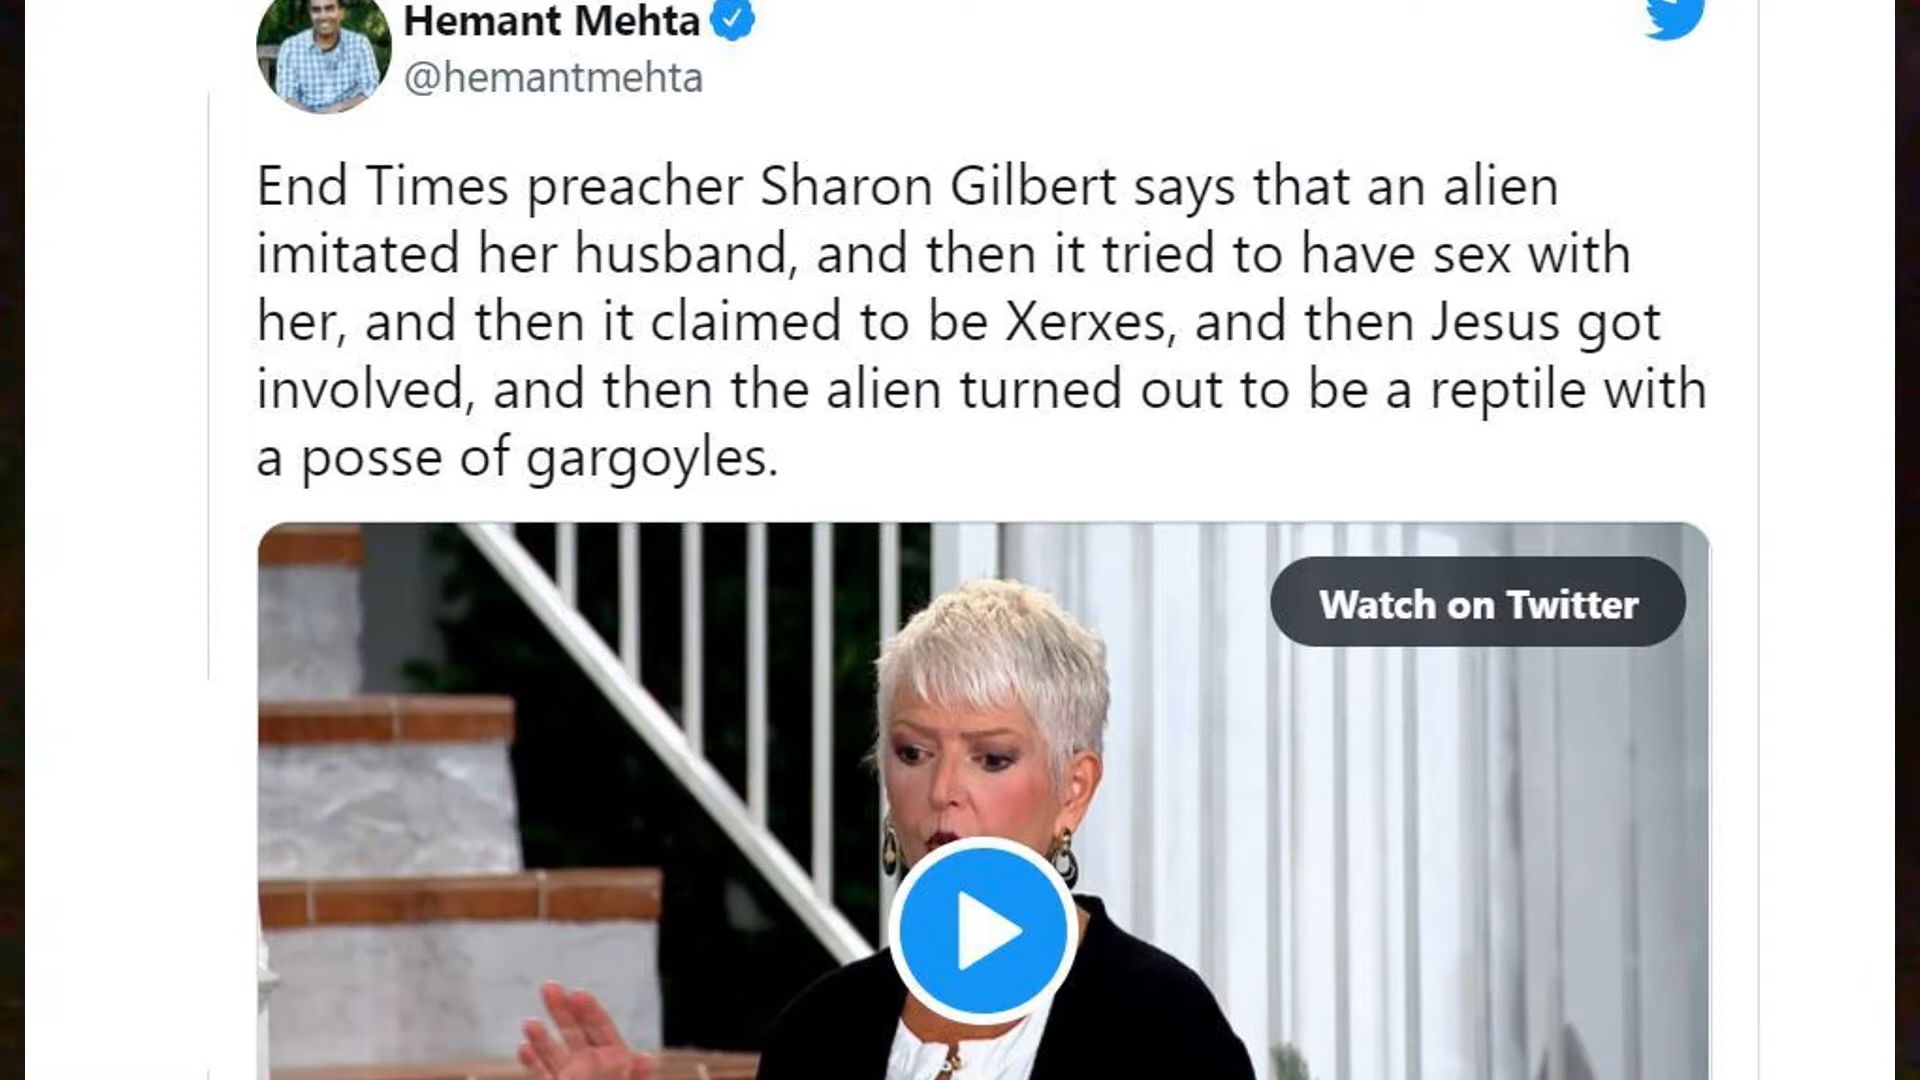 Hemant Mehta
@hemantmehta
End Times preacher Sharon Gilbert says that an alien
imitated her husband, and then it tried to have sex with
her, and then it claimed to be Xerxes, and then Jesus got
involved, and then the alien turned out to be a reptile with
a posse of gargoyles.
Watch on Twitter